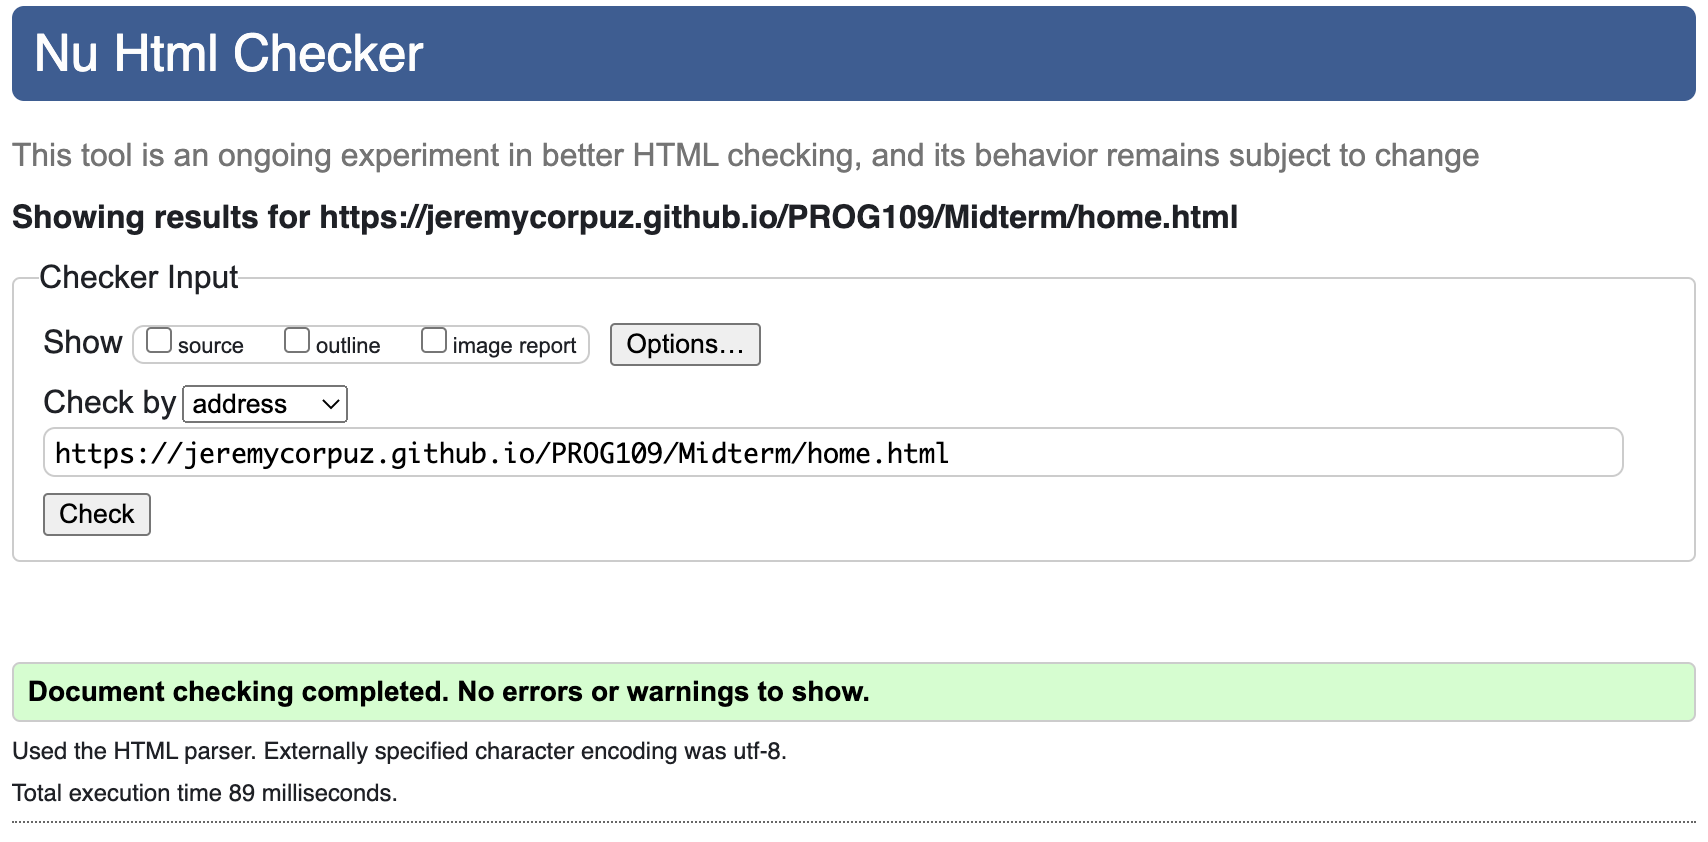 Nu Html Checker
This tool is an ongoing experiment in better HTML checking, and its behavior remains subject to change
Showing results for https://jeremycorpuz.github.io/PROG109/Midterm/home.html
Checker Input
Show source outline image report Options...
Check by address
https://jeremycorpuz.github.io/PROG109/Midterm/home.html
Check
Document checking completed. No errors or warnings to show.
Used the HTML parser. Externally specified character encoding was utf-8.
Total execution time 89 milliseconds.